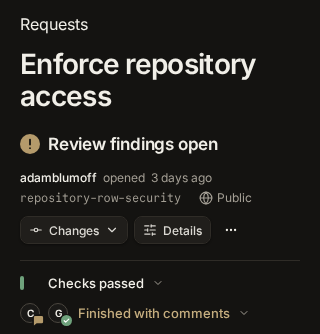 Requests
Enforce repository
access
! Review findings open
adamblumoff opened 3 days ago
repository-row-security Public
Changes Details ...
Checks passed
C G Finished with comments